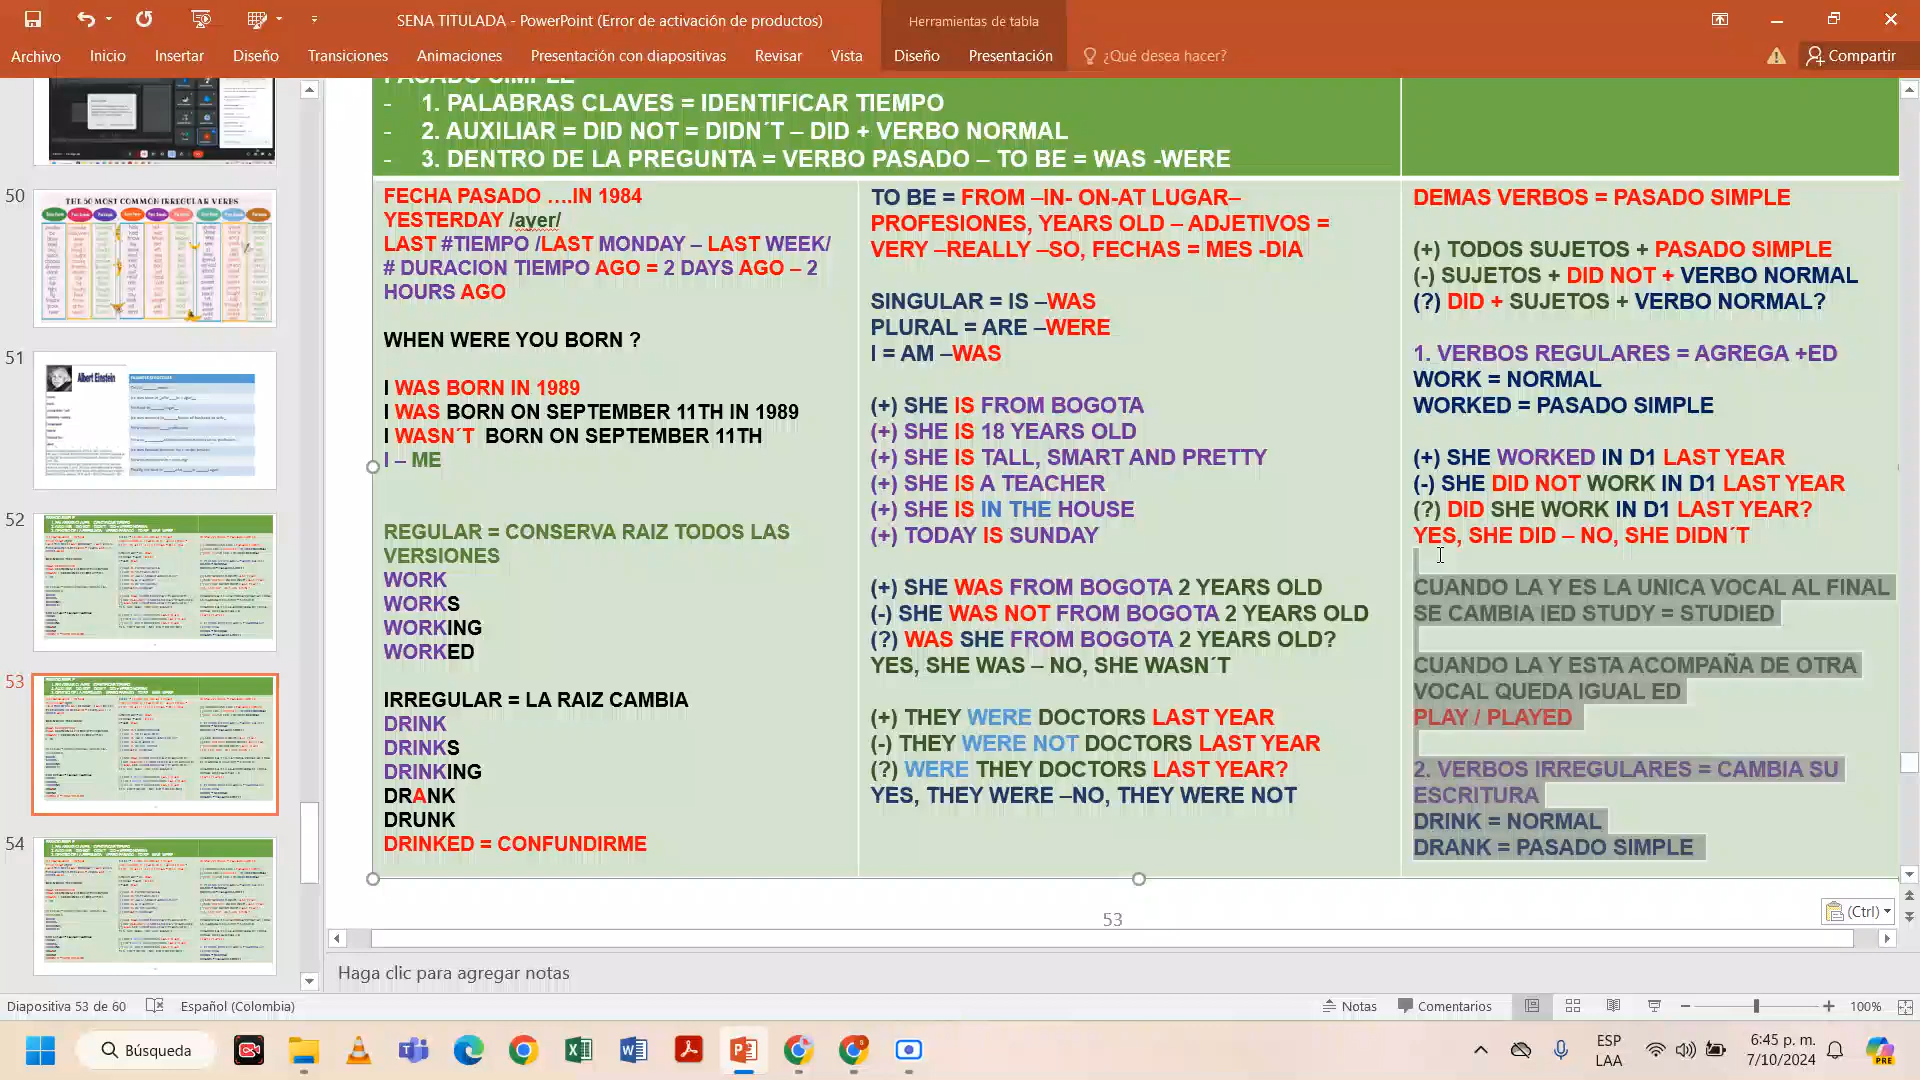 SENA TITULADA - PowerPoint (Error de activación de productos)
Herramientas de tabla
Archivo
Inicio
Insertar
Diseño
Transiciones
Animaciones
Presentación con diapositivas
Revisar
Vista
Diseño
Presentación
¿Qué desea hacer?
Compartir
50
THE 50 MOST COMMON IRREGULAR VERBS
51
Albert Einstein
52
53
54
PASADO SIMPLE
- 1. PALABRAS CLAVES = IDENTIFICAR TIEMPO
- 2. AUXILIAR = DID NOT = DIDN´T – DID + VERBO NORMAL
- 3. DENTRO DE LA PREGUNTA = VERBO PASADO – TO BE = WAS -WERE
FECHA PASADO ….IN 1984
YESTERDAY /ayer/
LAST #TIEMPO /LAST MONDAY – LAST WEEK/
# DURACION TIEMPO AGO = 2 DAYS AGO – 2
HOURS AGO
WHEN WERE YOU BORN ?
I WAS BORN IN 1989
I WAS BORN ON SEPTEMBER 11TH IN 1989
I WASN´T  BORN ON SEPTEMBER 11TH
I – ME
REGULAR = CONSERVA RAIZ TODOS LAS
VERSIONES
WORK
WORKS
WORKING
WORKED
IRREGULAR = LA RAIZ CAMBIA
DRINK
DRINKS
DRINKING
DRANK
DRUNK
DRINKED = CONFUNDIRME
TO BE = FROM –IN- ON-AT LUGAR–
PROFESIONES, YEARS OLD – ADJETIVOS =
VERY –REALLY –SO, FECHAS = MES -DIA
SINGULAR = IS –WAS
PLURAL = ARE –WERE
I = AM –WAS
(+) SHE IS FROM BOGOTA
(+) SHE IS 18 YEARS OLD
(+) SHE IS TALL, SMART AND PRETTY
(+) SHE IS A TEACHER
(+) SHE IS IN THE HOUSE
(+) TODAY IS SUNDAY
(+) SHE WAS FROM BOGOTA 2 YEARS OLD
(-) SHE WAS NOT FROM BOGOTA 2 YEARS OLD
(?) WAS SHE FROM BOGOTA 2 YEARS OLD?
YES, SHE WAS – NO, SHE WASN´T
(+) THEY WERE DOCTORS LAST YEAR
(-) THEY WERE NOT DOCTORS LAST YEAR
(?) WERE THEY DOCTORS LAST YEAR?
YES, THEY WERE –NO, THEY WERE NOT
DEMAS VERBOS = PASADO SIMPLE
(+) TODOS SUJETOS + PASADO SIMPLE
(-) SUJETOS + DID NOT + VERBO NORMAL
(?) DID + SUJETOS + VERBO NORMAL?
1. VERBOS REGULARES = AGREGA +ED
WORK = NORMAL
WORKED = PASADO SIMPLE
(+) SHE WORKED IN D1 LAST YEAR
(-) SHE DID NOT WORK IN D1 LAST YEAR
(?) DID SHE WORK IN D1 LAST YEAR?
YES, SHE DID – NO, SHE DIDN´T
CUANDO LA Y ES LA UNICA VOCAL AL FINAL
SE CAMBIA IED STUDY = STUDIED
CUANDO LA Y ESTA ACOMPAÑA DE OTRA
VOCAL QUEDA IGUAL ED
PLAY / PLAYED
2. VERBOS IRREGULARES = CAMBIA SU
ESCRITURA
DRINK = NORMAL
DRANK = PASADO SIMPLE
53
(Ctrl)
Haga clic para agregar notas
Diapositiva 53 de 60
Español (Colombia)
Notas
Comentarios
100%
Búsqueda
ESP
LAA
6:45 p. m.
7/10/2024